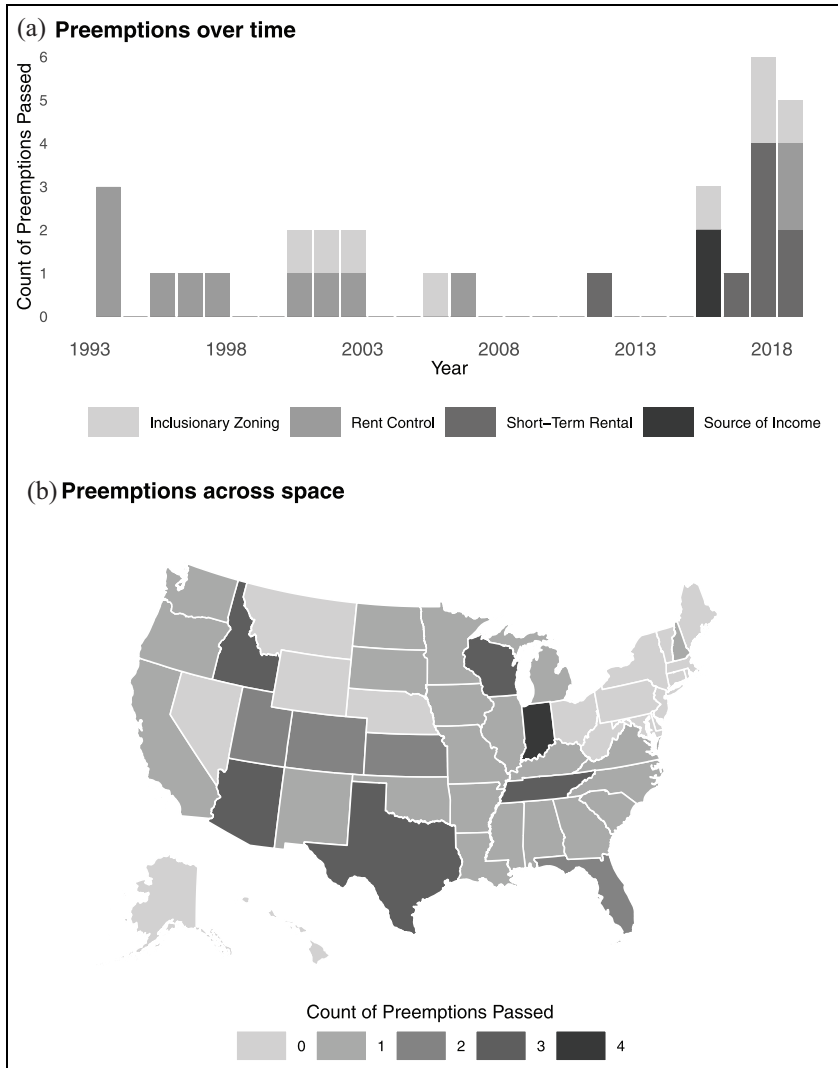 (a) Preemptions over time
6
5
4
3
2
1
0
Count of Preemptions Passed
1993 1998 2003 2008 2013 2018
Year
Inclusionary Zoning Rent Control Short–Term Rental Source of Income
(b) Preemptions across space
Count of Preemptions Passed
0 1 2 3 4